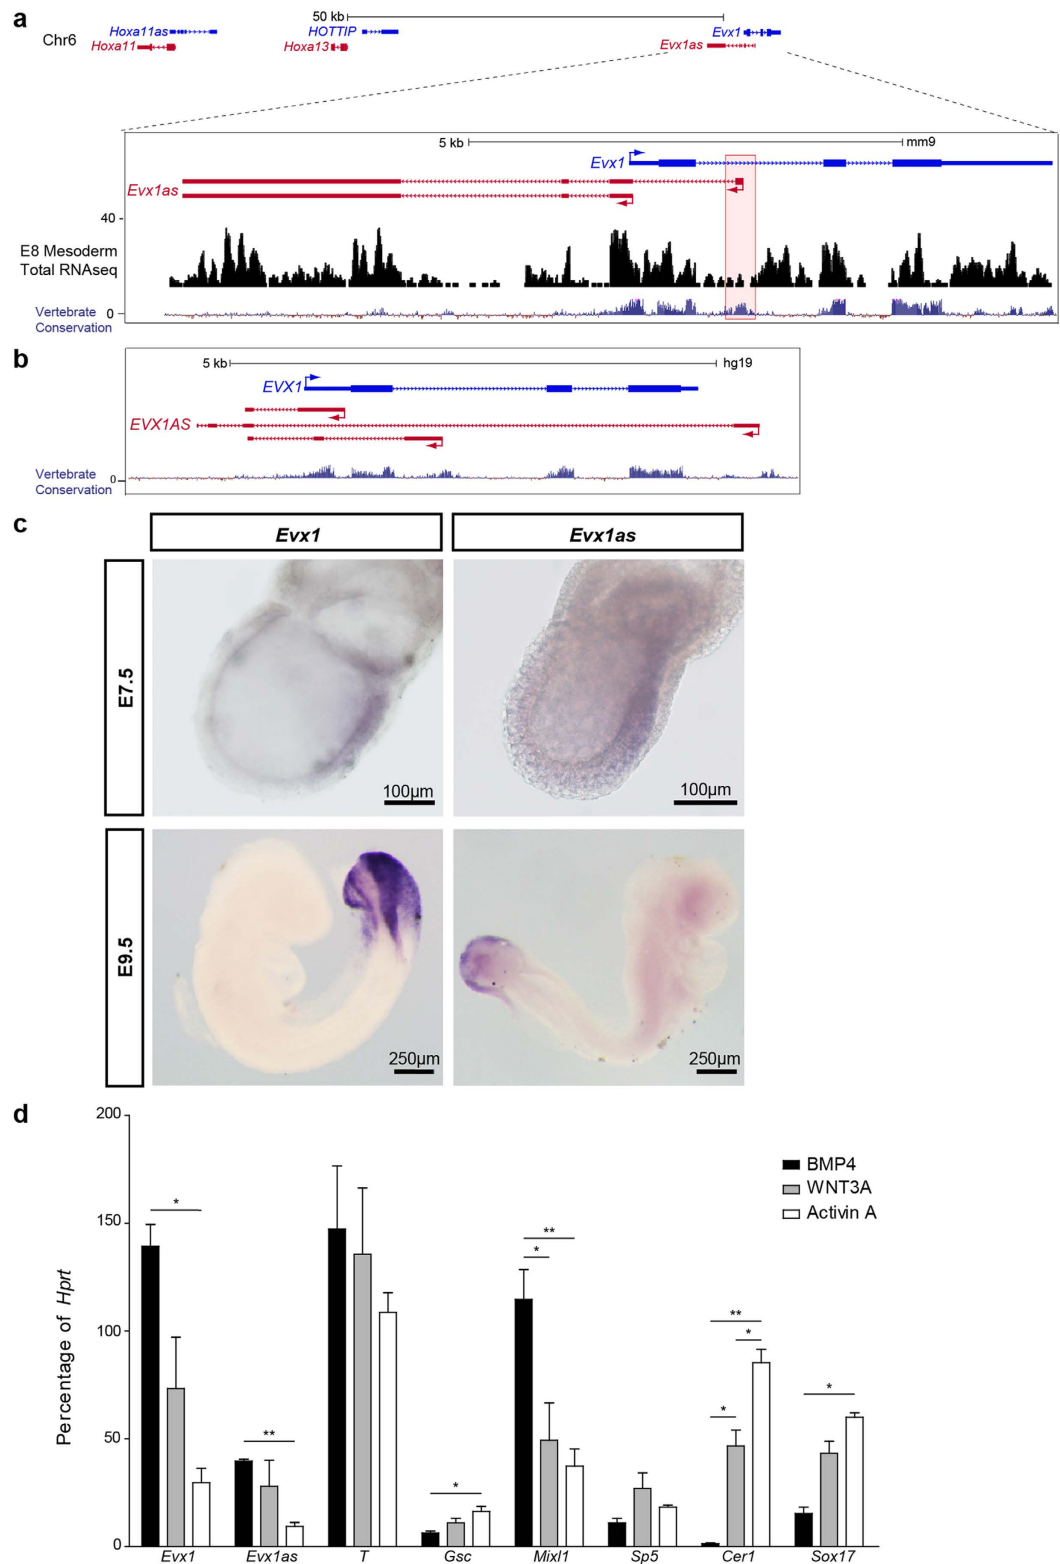 a
50 kb
Chr6
Hoxa11as
Hoxa11
HOTTIP
Hoxa13
Evx1
Evx1as
5 kb
mm9
Evx1
Evx1as
40
E8 Mesoderm
Total RNAseq
Vertebrate
Conservation
0
b
5 kb
hg19
EVX1
EVX1AS
Vertebrate
Conservation
0
c
Evx1
Evx1as
E7.5
100µm
100µm
E9.5
250µm
250µm
d
200
150
100
50
0
Percentage of Hprt
BMP4
WNT3A
Activin A
*
**
*
**
*
**
*
*
*
Evx1
Evx1as
T
Gsc
Mixl1
Sp5
Cer1
Sox17